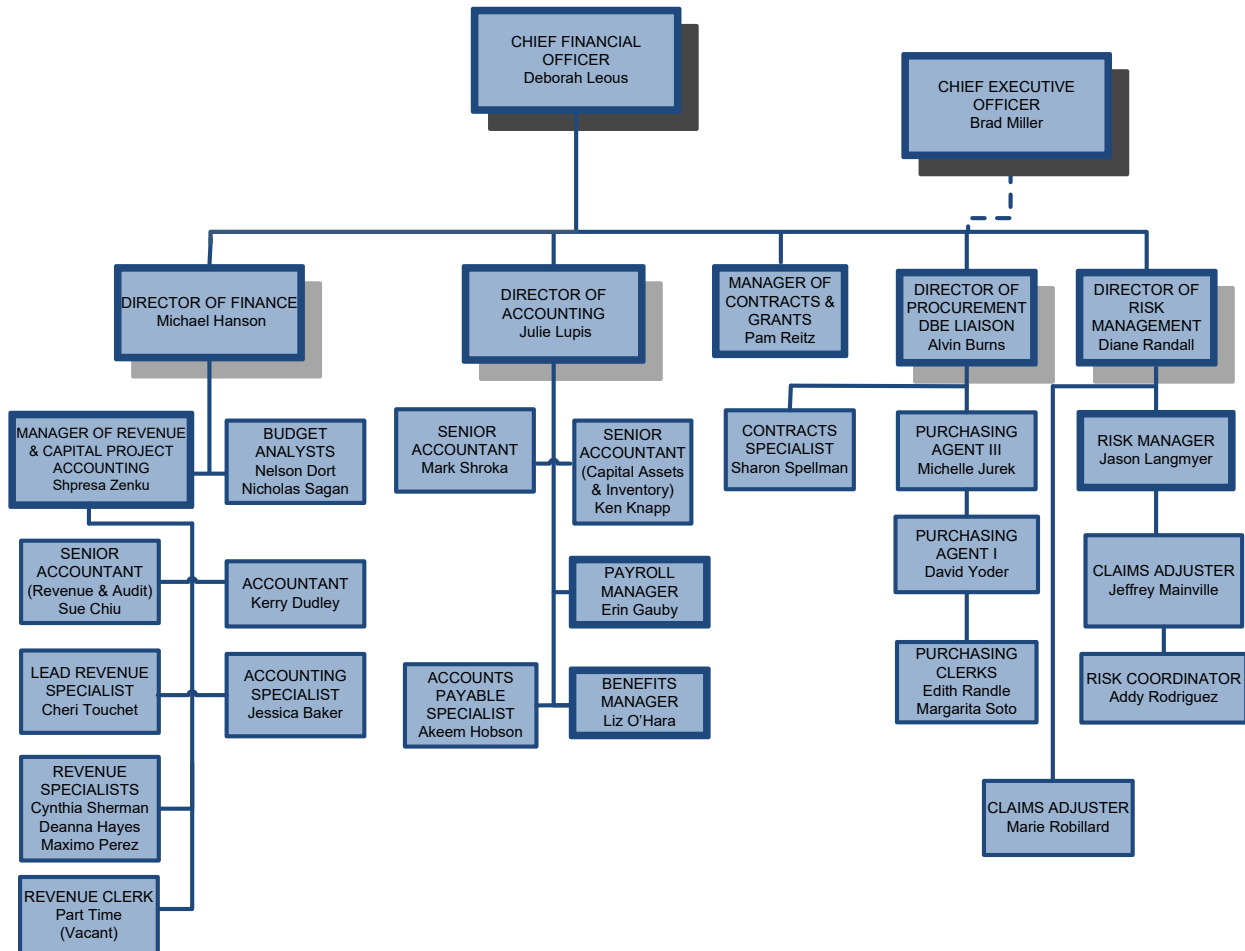 CHIEF FINANCIAL
OFFICER
Deborah Leous
CHIEF EXECUTIVE
OFFICER
Brad Miller
DIRECTOR OF FINANCE
Michael Hanson
DIRECTOR OF
ACCOUNTING
Julie Lupis
MANAGER OF
CONTRACTS &
GRANTS
Pam Reitz
DIRECTOR OF
PROCUREMENT
DBE LIAISON
Alvin Burns
DIRECTOR OF
RISK
MANAGEMENT
Diane Randall
MANAGER OF REVENUE
& CAPITAL PROJECT
ACCOUNTING
Shpresa Zenku
BUDGET
ANALYSTS
Nelson Dort
Nicholas Sagan
SENIOR
ACCOUNTANT
Mark Shroka
SENIOR
ACCOUNTANT
(Capital Assets
& Inventory)
Ken Knapp
CONTRACTS
SPECIALIST
Sharon Spellman
PURCHASING
AGENT III
Michelle Jurek
RISK MANAGER
Jason Langmyer
SENIOR
ACCOUNTANT
(Revenue & Audit)
Sue Chiu
ACCOUNTANT
Kerry Dudley
PAYROLL
MANAGER
Erin Gauby
PURCHASING
AGENT I
David Yoder
CLAIMS ADJUSTER
Jeffrey Mainville
LEAD REVENUE
SPECIALIST
Cheri Touchet
ACCOUNTING
SPECIALIST
Jessica Baker
ACCOUNTS
PAYABLE
SPECIALIST
Akeem Hobson
BENEFITS
MANAGER
Liz O’Hara
PURCHASING
CLERKS
Edith Randle
Margarita Soto
RISK COORDINATOR
Addy Rodriguez
REVENUE
SPECIALISTS
Cynthia Sherman
Deanna Hayes
Maximo Perez
CLAIMS ADJUSTER
Marie Robillard
REVENUE CLERK
Part Time
(Vacant)